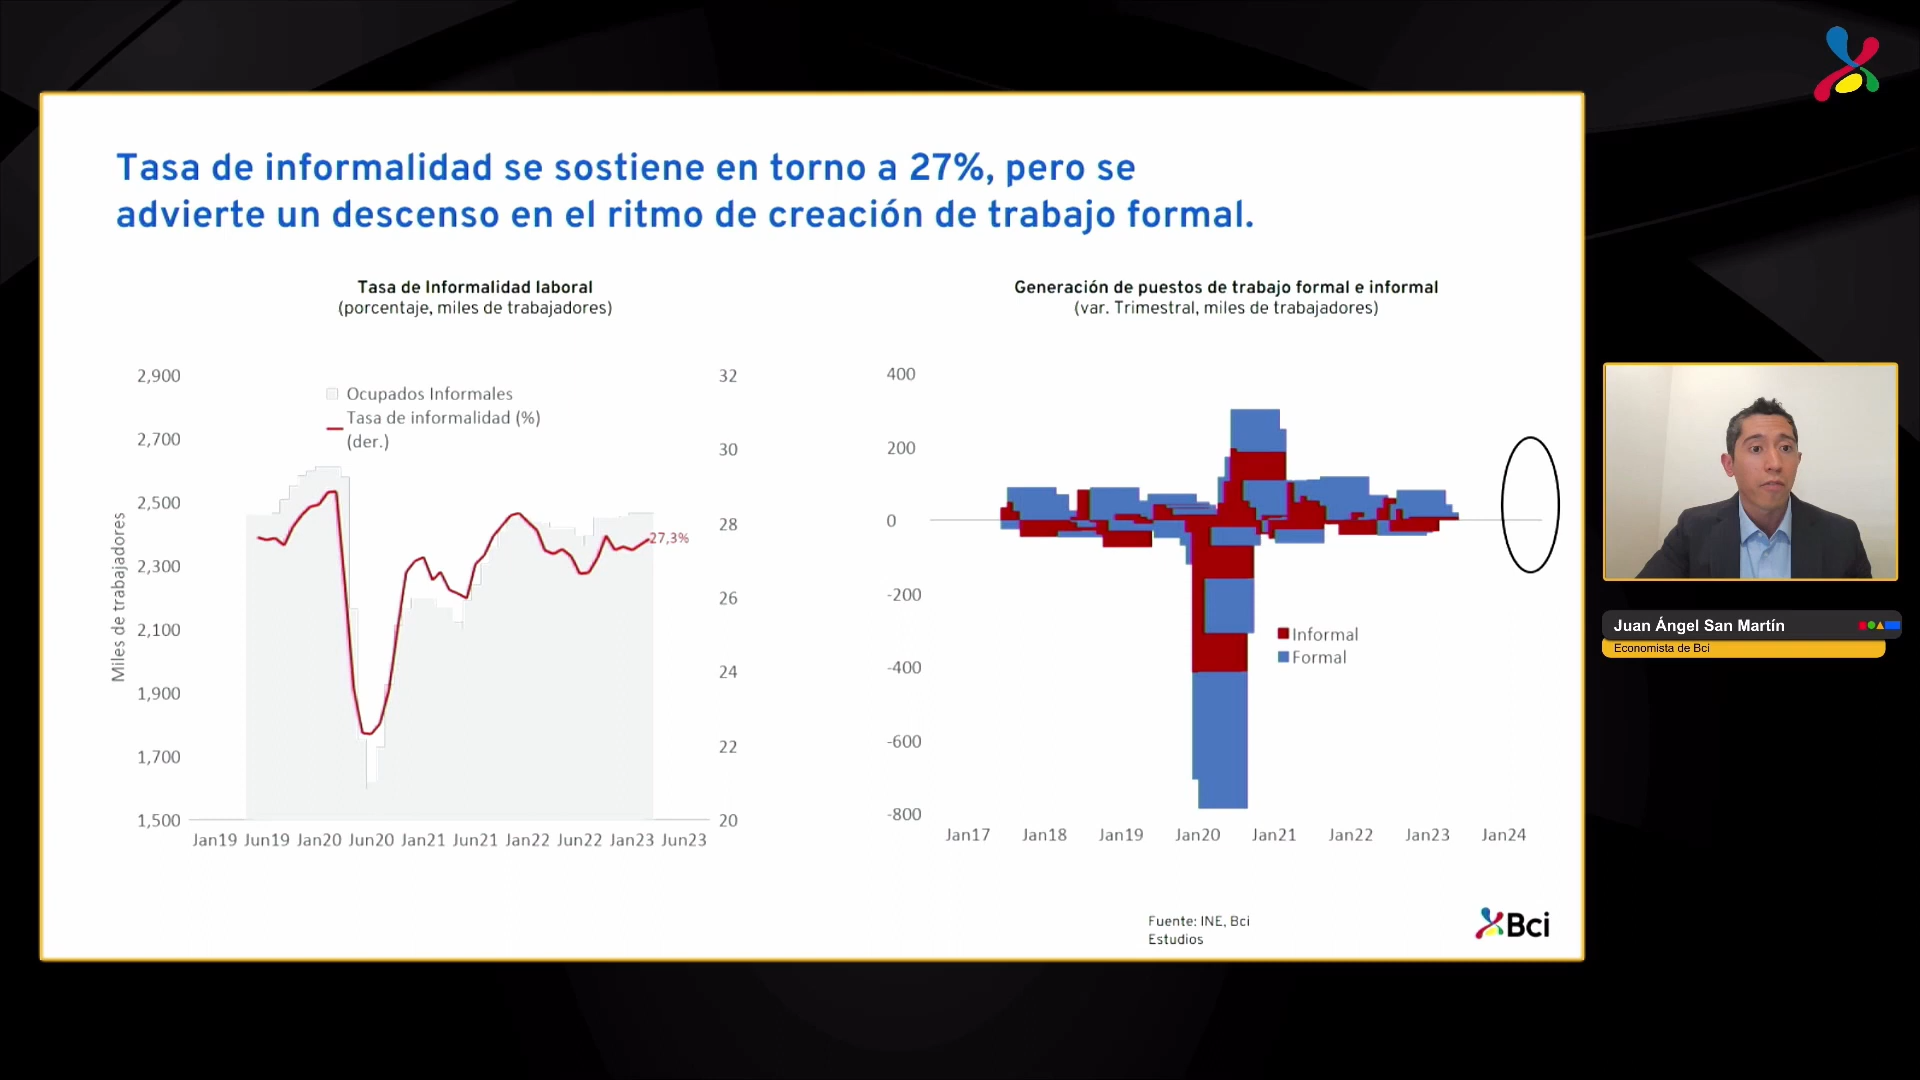 Tasa de informalidad se sostiene en torno a 27%, pero se
advierte un descenso en el ritmo de creación de trabajo formal.
Tasa de Informalidad laboral
(porcentaje, miles de trabajadores)
Miles de trabajadores
2,900
2,700
2,500
2,300
2,100
1,900
1,700
1,500
Ocupados Informales
Tasa de informalidad (%)
(der.)
27,3%
32
30
28
26
24
22
20
Jan19 Jun19 Jan20 Jun20 Jan21 Jun21 Jan22 Jun22 Jan23 Jun23
Generación de puestos de trabajo formal e informal
(var. Trimestral, miles de trabajadores)
400
200
0
-200
-400
-600
-800
Informal
Formal
Jan17 Jan18 Jan19 Jan20 Jan21 Jan22 Jan23 Jan24
Fuente: INE, Bci
Estudios
Bci
Juan Ángel San Martín
Economista de Bci